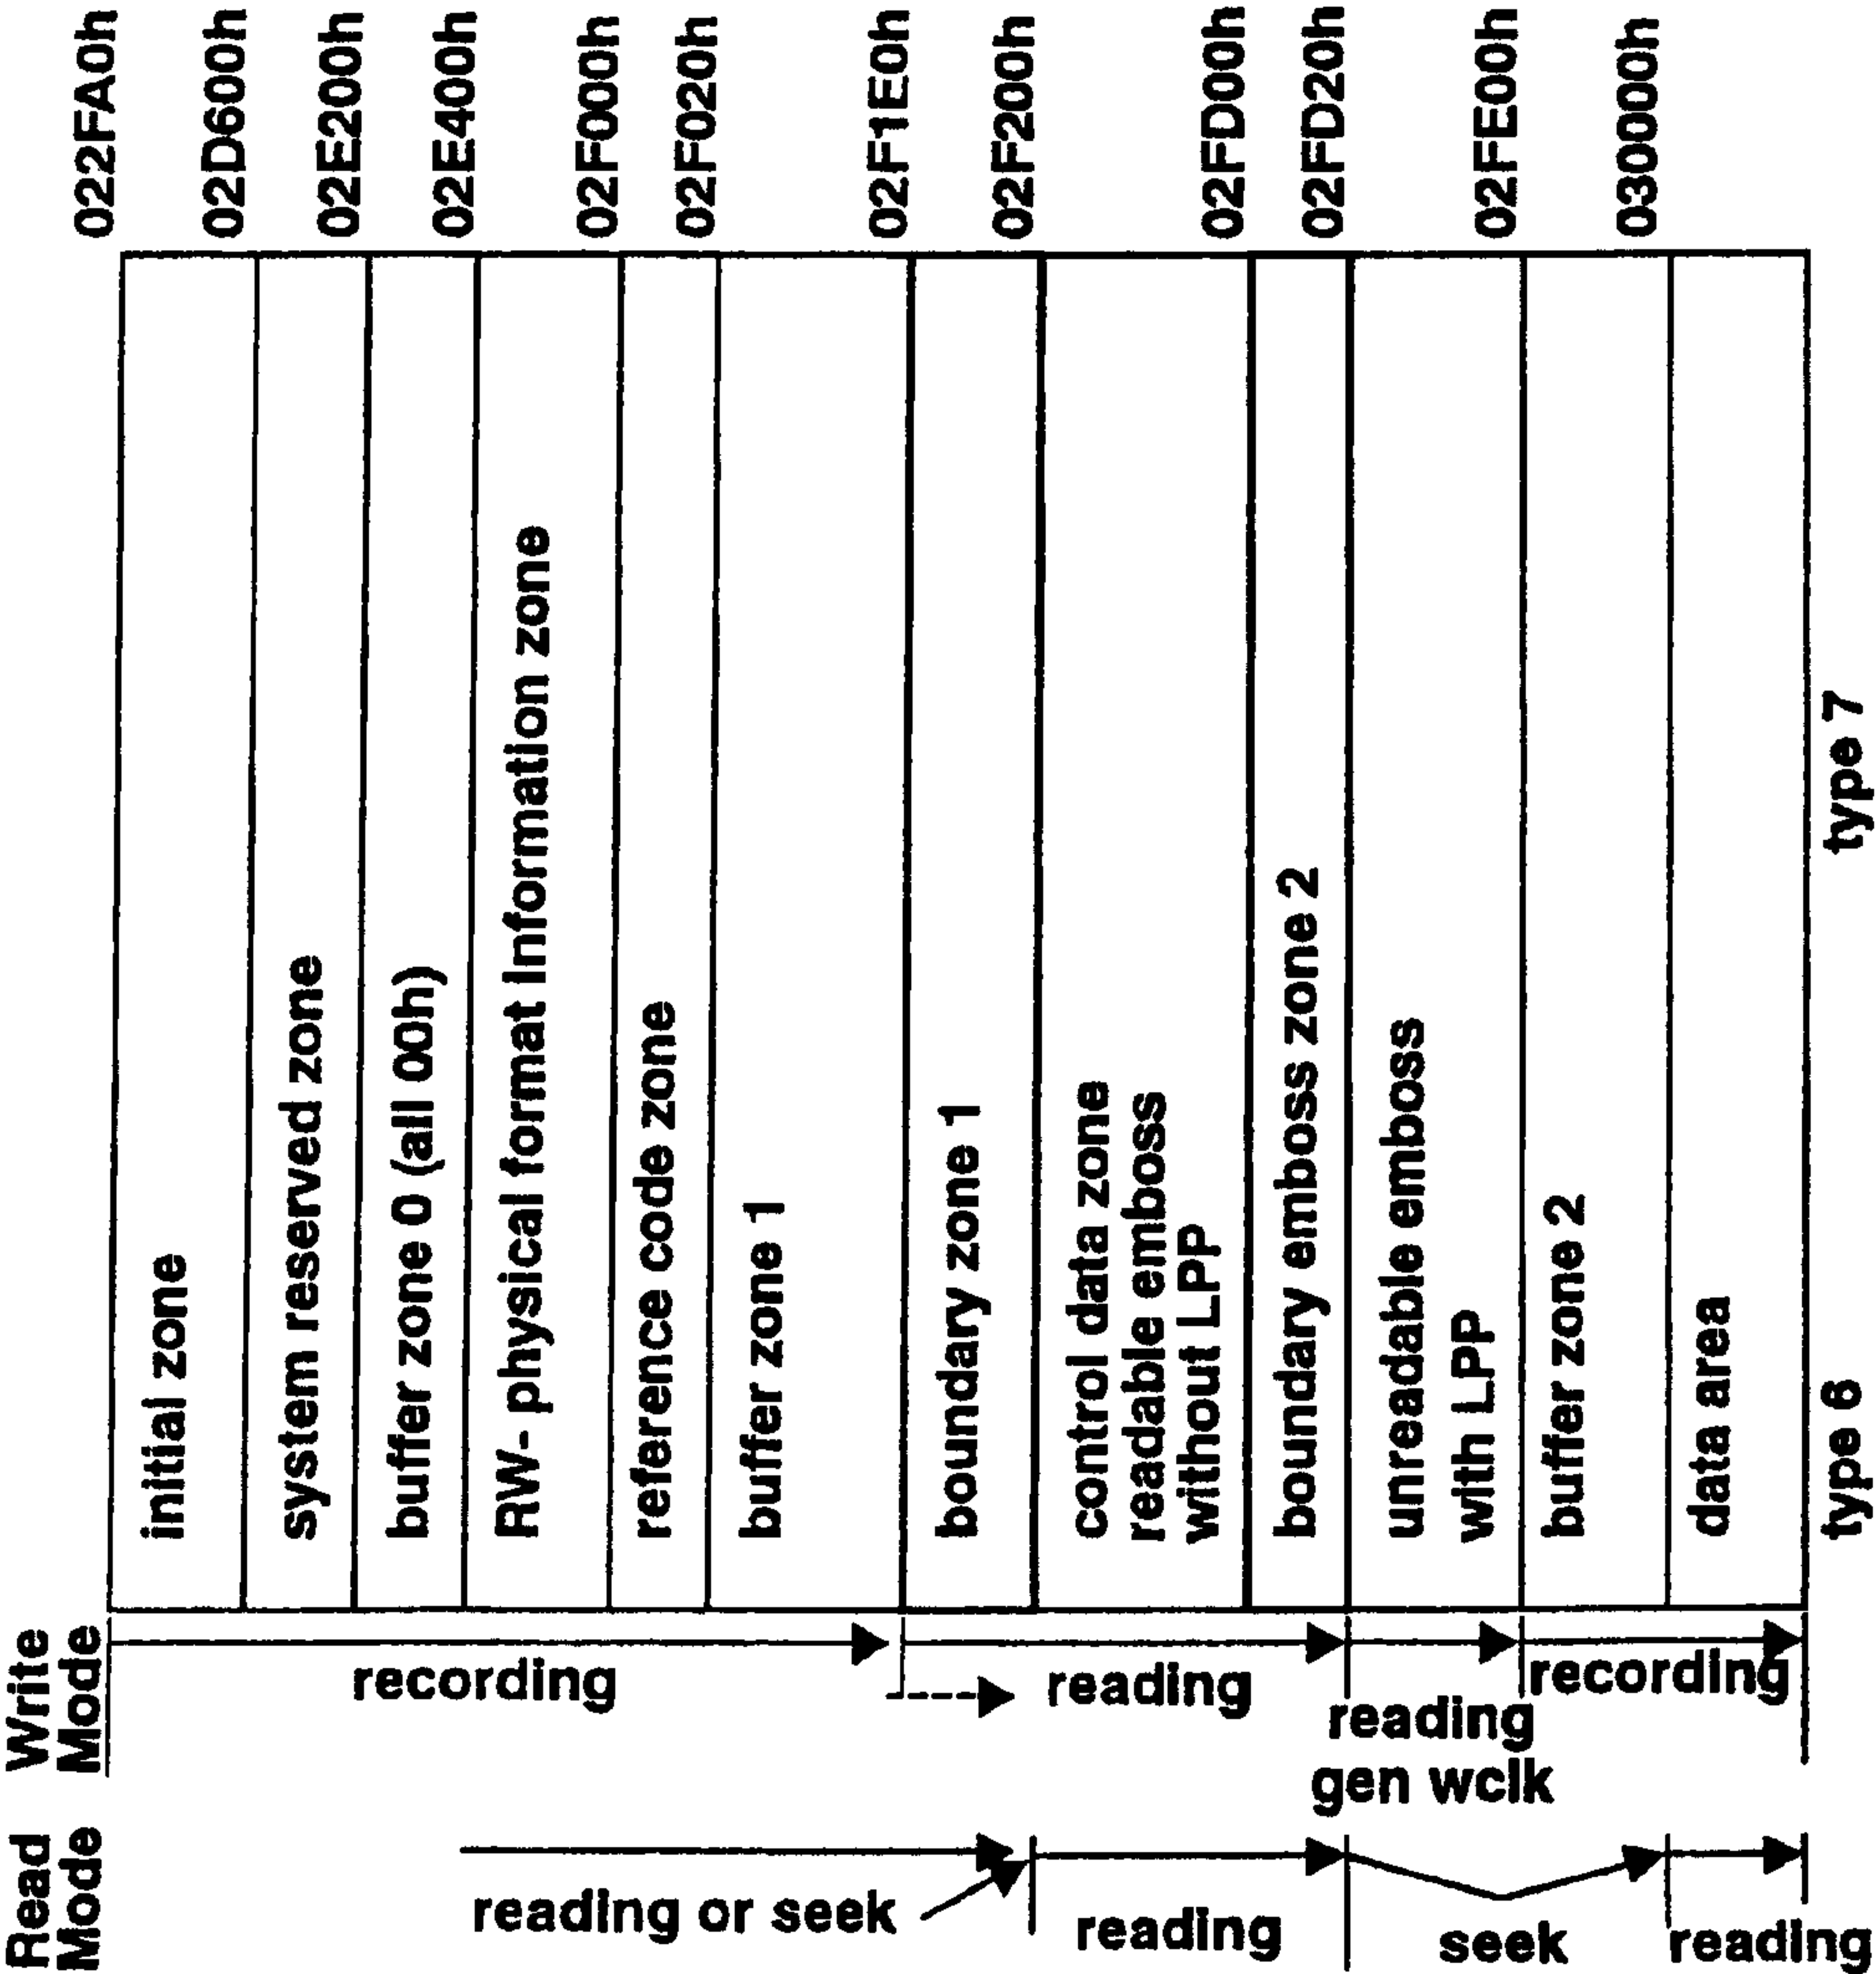 022FA0h
02D600h
02E200h
02E400h
02F000h
02F020h
02F1E0h
02F200h
02FD00h
02FD20h
02FE00h
030000h
initial zone
system reserved zone
buffer zone 0 (all 00h)
RW- physical format Information zone
reference code zone
buffer zone 1
boundary zone 1
control data zone
readable emboss
without LPP
boundary emboss zone 2
unreadable emboss
with LPP
buffer zone 2
data area
type 6
type 7
Write
Mode
recording
reading
reading
gen wclk
recording
Read
Mode
reading or seek
reading
seek
reading